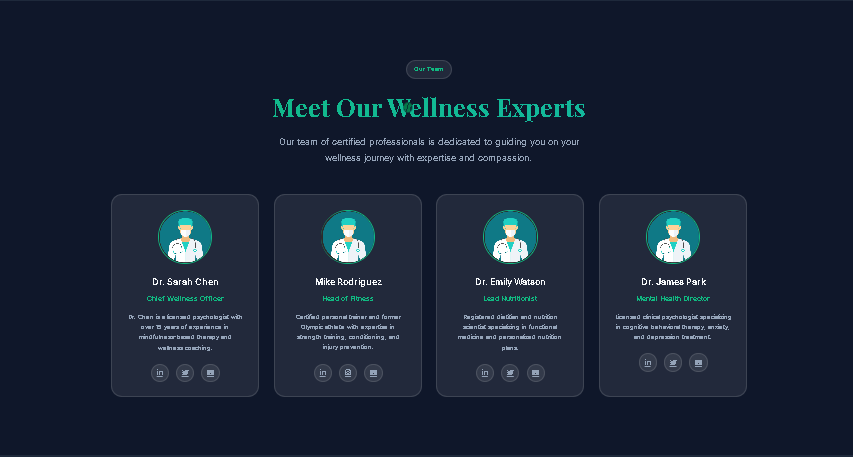 Our Team
Meet Our Wellness Experts
Our team of certified professionals is dedicated to guiding you on your
wellness journey with expertise and compassion.
Dr. Sarah Chen
Chief Wellness Officer
Dr. Chen is a licensed psychologist with
over 15 years of experience in
mindfulness-based therapy and
wellness coaching.
Mike Rodriguez
Head of Fitness
Certified personal trainer and former
Olympic athlete with expertise in
strength training, conditioning, and
injury prevention.
Dr. Emily Watson
Lead Nutritionist
Registered dietitian and nutrition
scientist specializing in functional
medicine and personalized nutrition
plans.
Dr. James Park
Mental Health Director
Licensed clinical psychologist specializing
in cognitive behavioral therapy, anxiety,
and depression treatment.